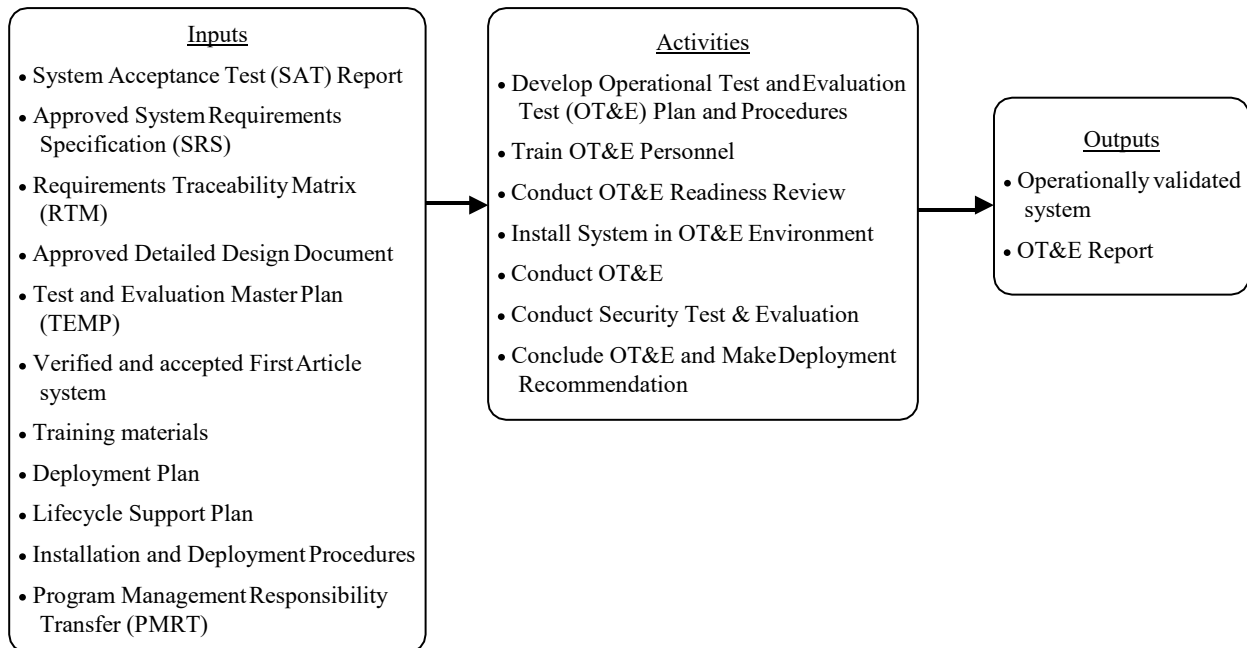 Inputs
• System Acceptance Test (SAT) Report
• Approved System Requirements
Specification (SRS)
• Requirements Traceability Matrix
(RTM)
• Approved Detailed Design Document
• Test and Evaluation Master Plan
(TEMP)
• Verified and accepted First Article
system
• Training materials
• Deployment Plan
• Lifecycle Support Plan
• Installation and Deployment Procedures
• Program Management Responsibility
Transfer (PMRT)
Activities
• Develop Operational Test and Evaluation
Test (OT&E) Plan and Procedures
• Train OT&E Personnel
• Conduct OT&E Readiness Review
• Install System in OT&E Environment
• Conduct OT&E
• Conduct Security Test & Evaluation
• Conclude OT&E and Make Deployment
Recommendation
Outputs
• Operationally validated
system
• OT&E Report